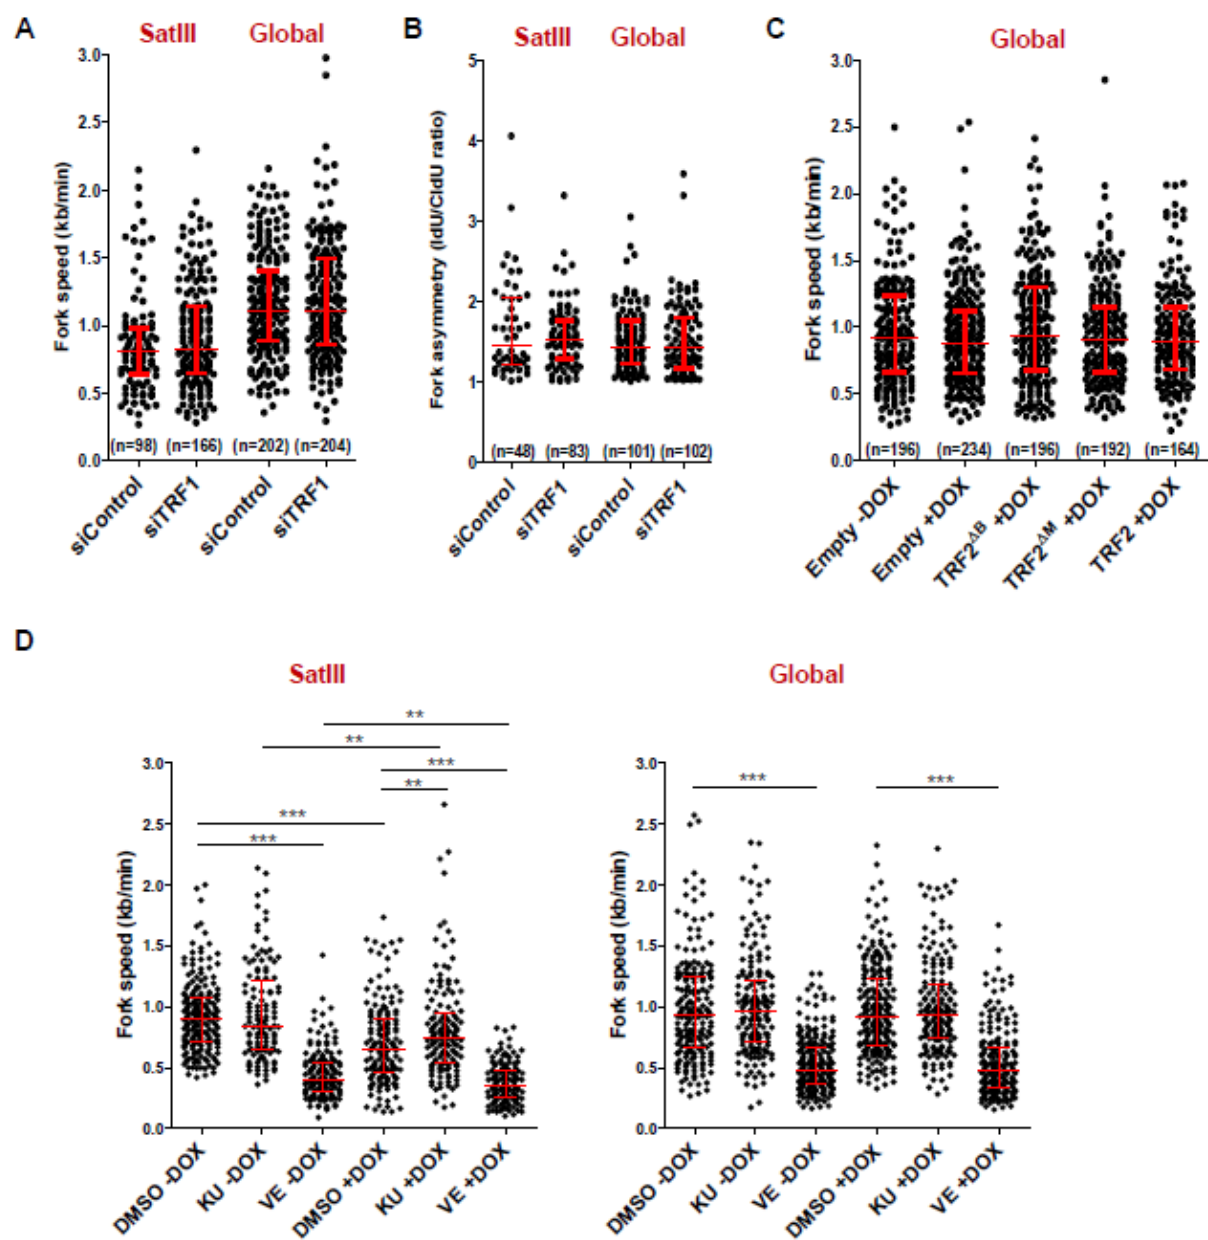 A
SatIII Global
Fork speed (kb/min)
3.0
2.5
2.0
1.5
1.0
0.5
0.0
(n=98) (n=166) (n=202) (n=204)
siControl siTRF1 siControl siTRF1
B
SatIII Global
Fork asymmetry (IdU/CldU ratio)
5
4
3
2
1
0
(n=48) (n=83) (n=101) (n=102)
siControl siTRF1 siControl siTRF1
C
Global
Fork speed (kb/min)
3.0
2.5
2.0
1.5
1.0
0.5
0.0
(n=196) (n=234) (n=196) (n=192) (n=164)
Empty -DOX Empty +DOX TRF2ΔB +DOX TRF2ΔM +DOX TRF2 +DOX
D
SatIII
**
**
***
**
***
***
Fork speed (kb/min)
3.0
2.5
2.0
1.5
1.0
0.5
0.0
DMSO -DOX KU -DOX VE -DOX DMSO +DOX KU +DOX VE +DOX
Global
*** ***
Fork speed (kb/min)
3.0
2.5
2.0
1.5
1.0
0.5
0.0
DMSO -DOX KU -DOX VE -DOX DMSO +DOX KU +DOX VE +DOX